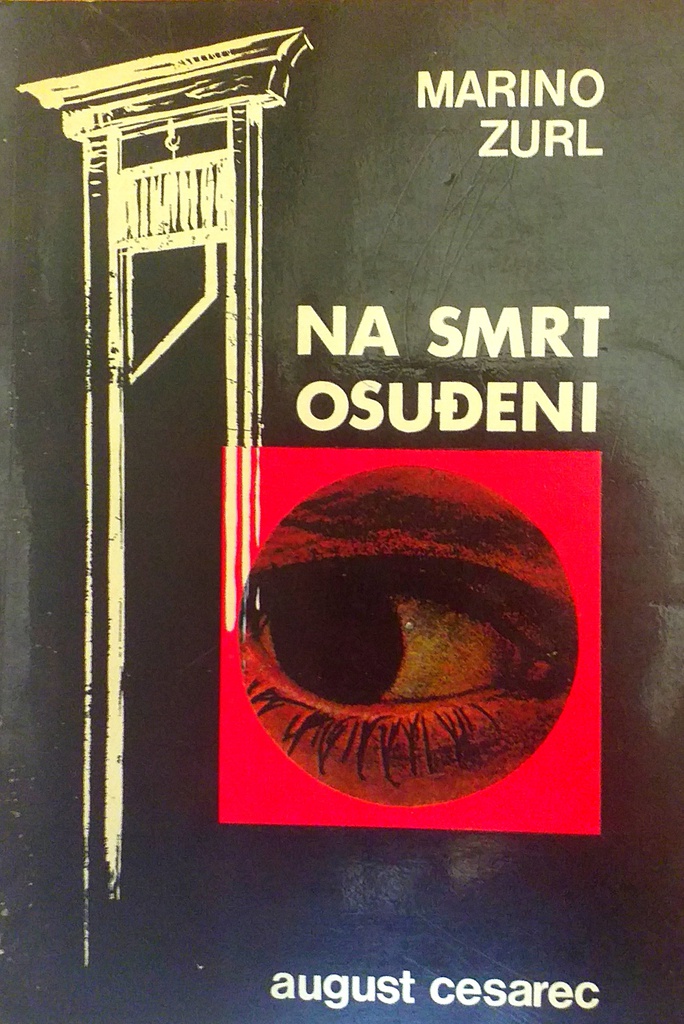 MARINO
ZURL
NA SMRT
OSUĐENI
august cesarec